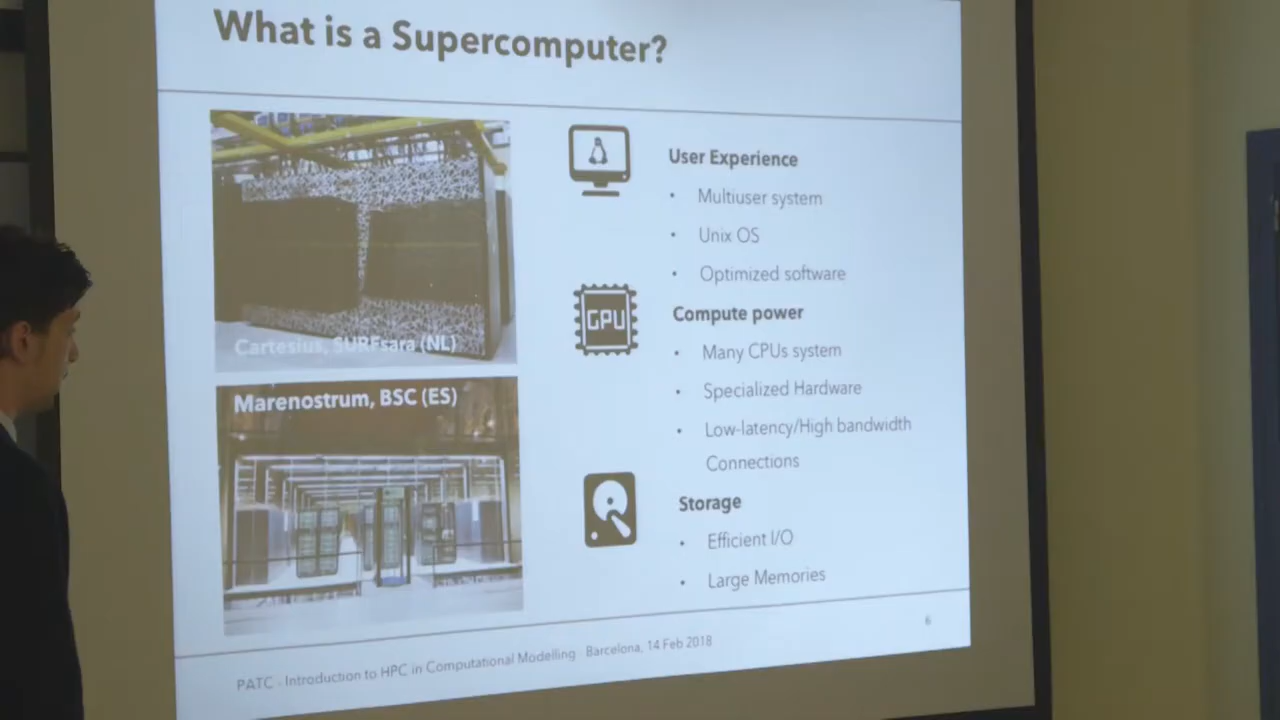 What is a Supercomputer?
Cartesius, SURFsara (NL)
Marenostrum, BSC (ES)
User Experience
• Multiuser system
• Unix OS
• Optimized software
GPU
Compute power
• Many CPUs system
• Specialized Hardware
• Low-latency/High bandwidth
Connections
Storage
• Efficient I/O
• Large Memories
6
PATC - Introduction to HPC in Computational Modelling Barcelona, 14 Feb 2018